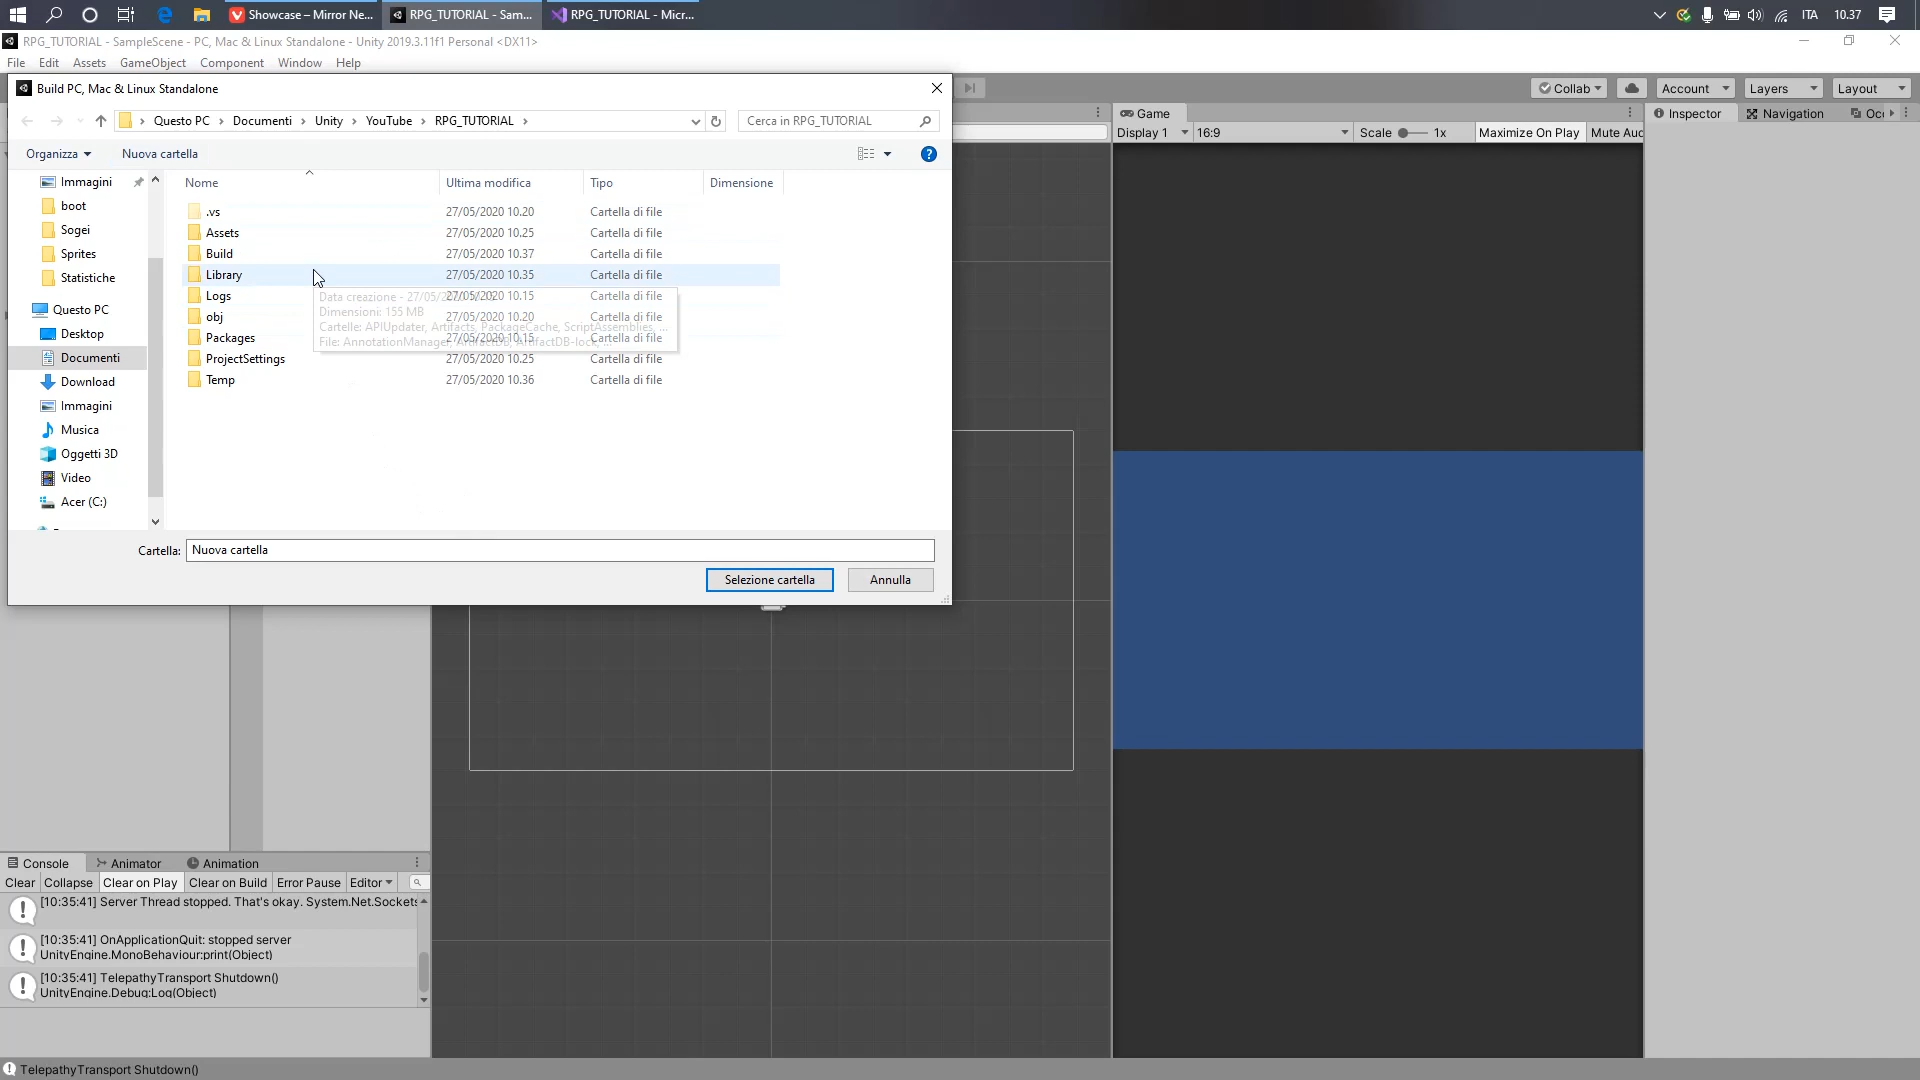 Showcase – Mirror Ne...
RPG_TUTORIAL - Sam...
RPG_TUTORIAL - Micr...
ITA
10.37
RPG_TUTORIAL - SampleScene - PC, Mac & Linux Standalone - Unity 2019.3.11f1 Personal <DX11>
File Edit Assets GameObject Component Window Help
Build PC, Mac & Linux Standalone
Collab
Account
Layers
Layout
Questo PC > Documenti > Unity > YouTube > RPG_TUTORIAL >
Cerca in RPG_TUTORIAL
Game
Inspector
Navigation
Oc
Display 1
16:9
Scale
1x
Maximize On Play
Mute Aud
Organizza
Nuova cartella
Nome
Ultima modifica
Tipo
Dimensione
Immagini
boot
Sogei
Sprites
Statistiche
Questo PC
Desktop
Documenti
Download
Immagini
Musica
Oggetti 3D
Video
Acer (C:)
.vs 27/05/2020 10.20 Cartella di file
Assets 27/05/2020 10.25 Cartella di file
Build 27/05/2020 10.37 Cartella di file
Library 27/05/2020 10.35 Cartella di file
Logs 27/05/2020 10.15 Cartella di file
obj 27/05/2020 10.20 Cartella di file
Packages 27/05/2020 10.15 Cartella di file
ProjectSettings 27/05/2020 10.25 Cartella di file
Temp 27/05/2020 10.36 Cartella di file
Data creazione - 27/05/2
Dimensioni: 155 MB
Cartelle: APIUpdater, Artifacts, PackageCache, ScriptAssemblies, ...
File: AnnotationManager, ArtifactDB, ArtifactDB-lock, ...
Cartella:
Nuova cartella
Selezione cartella
Annulla
Console
Animator
Animation
Clear
Collapse
Clear on Play
Clear on Build
Error Pause
Editor
[10:35:41] Server Thread stopped. That's okay. System.Net.Sockets
[10:35:41] OnApplicationQuit: stopped server
UnityEngine.MonoBehaviour:print(Object)
[10:35:41] TelepathyTransport Shutdown()
UnityEngine.Debug:Log(Object)
TelepathyTransport Shutdown()